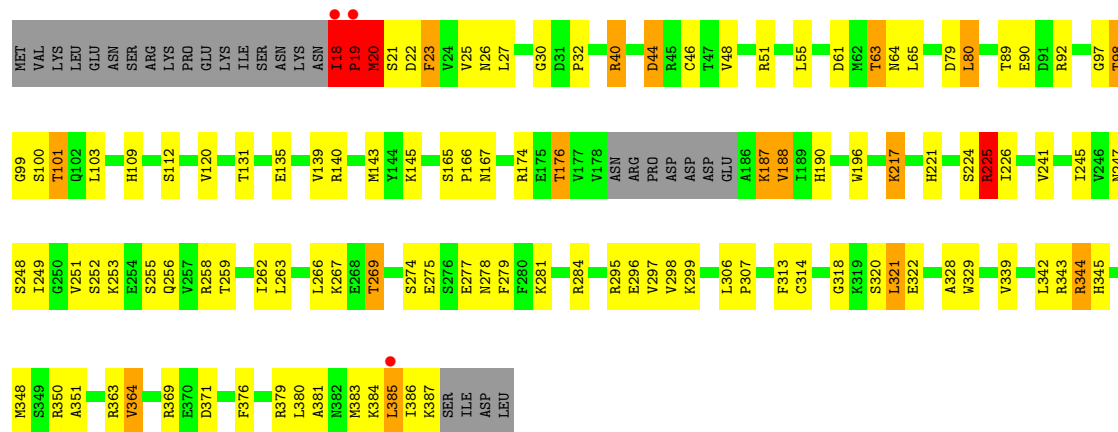 MET VAL LYS LEU GLU ASN SER ARG LYS PRO GLU LYS ILE SER ASN LYS ASN I18 P19 M20 S21 D22 F23 V24 V25 N26 L27 G30 D31 P32 R40 D44 R45 C46 T47 V48 R51 L55 D61 M62 T63 N64 L65 D79 L80 T89 E90 D91 R92 G97 T98
G99 S100 T101 Q102 L103 H109 S112 V120 T131 E135 V139 R140 M143 Y144 K145 S165 P166 N167 R174 E175 T176 V177 V178 ASN ARG PRO ASP ASP ASP GLU A186 K187 V188 I189 H190 W196 K217 H221 S224 R225 I226 V241 I245 V246 N247
S248 I249 G250 V251 S252 K253 E254 S255 Q256 V257 R258 T259 I262 L263 L266 K267 E268 T269 S274 E275 S276 E277 N278 F279 F280 K281 R284 R295 E296 V297 V298 K299 L306 P307 F313 C314 G318 K319 S320 L321 E322 A328 W329 V339 L342 R343 R344 H345
M348 S349 R350 A351 R363 V364 R369 E370 D371 F376 R379 L380 A381 N382 M383 K384 L385 I386 K387 SER ILE ASP LEU